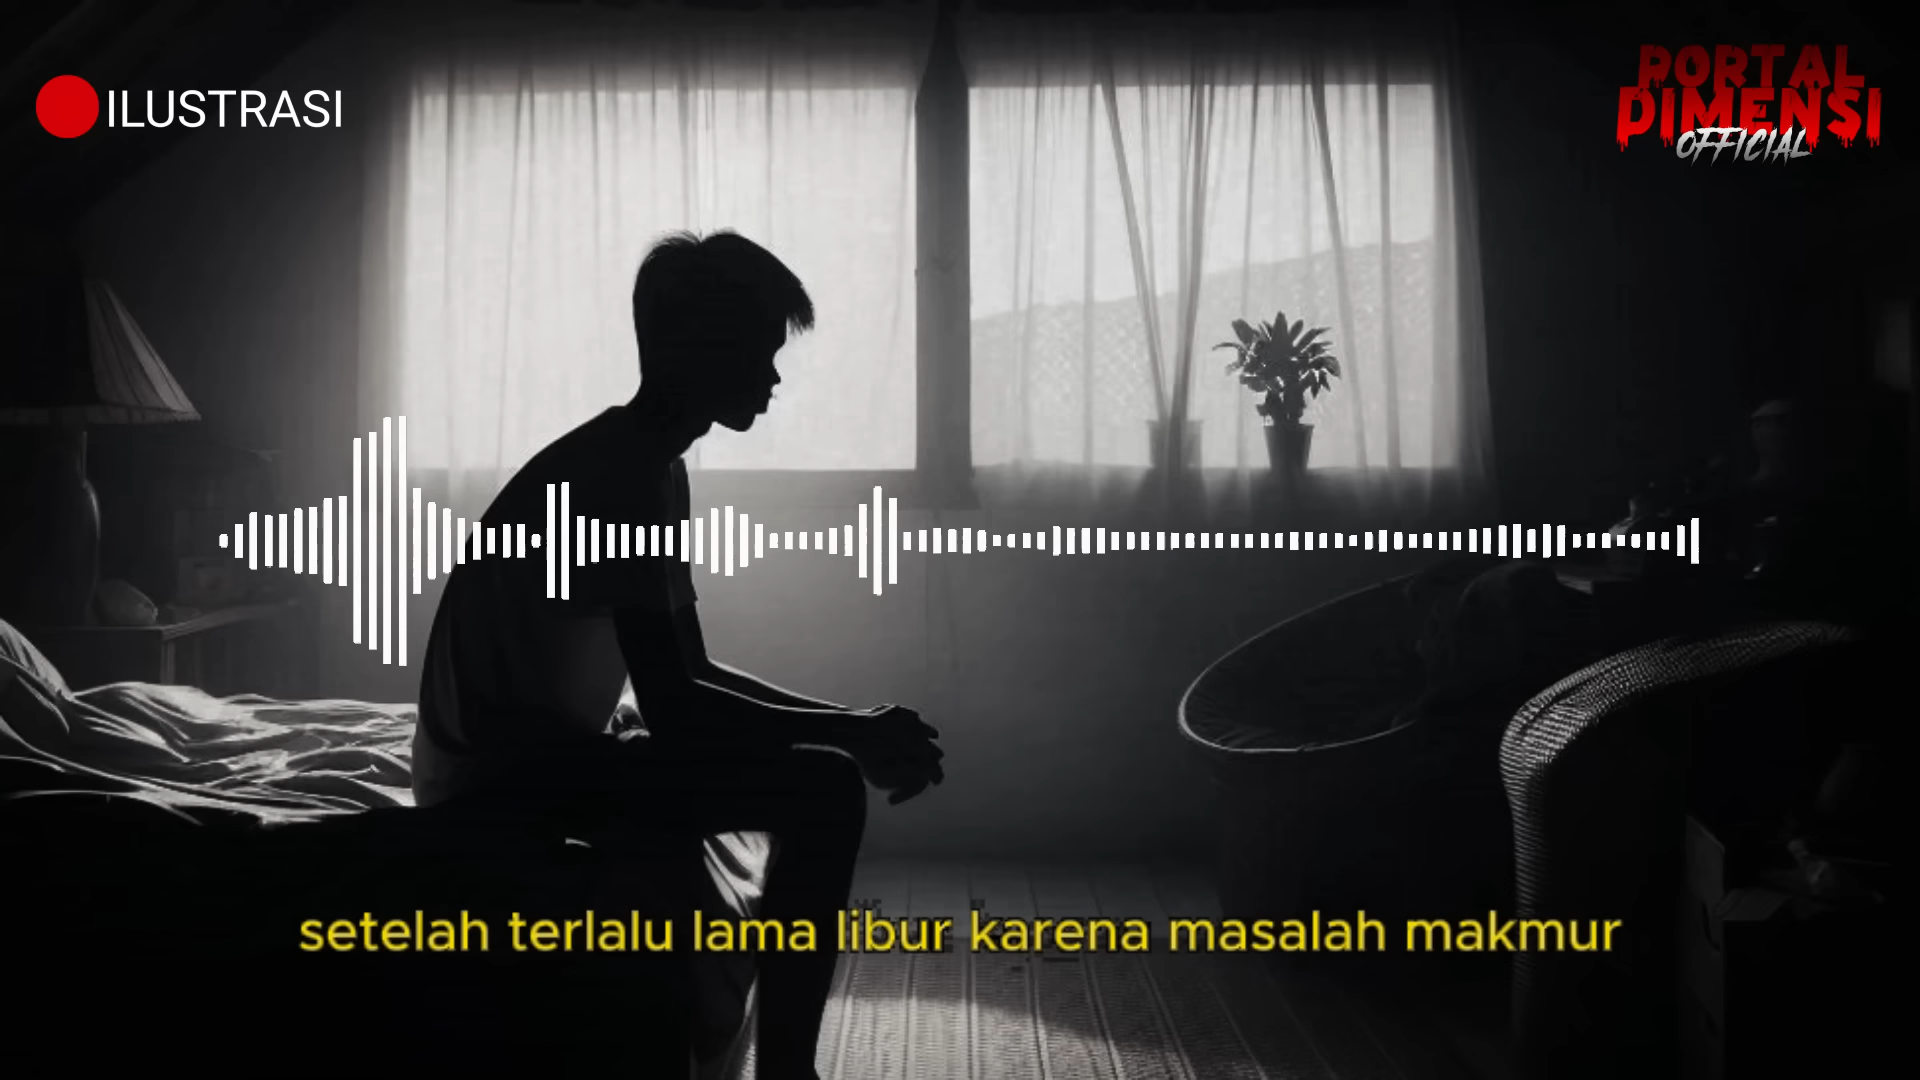 ILUSTRASI
PORTAL
DIMENSI
OFFICIAL
setelah terlalu lama libur karena masalah makmur